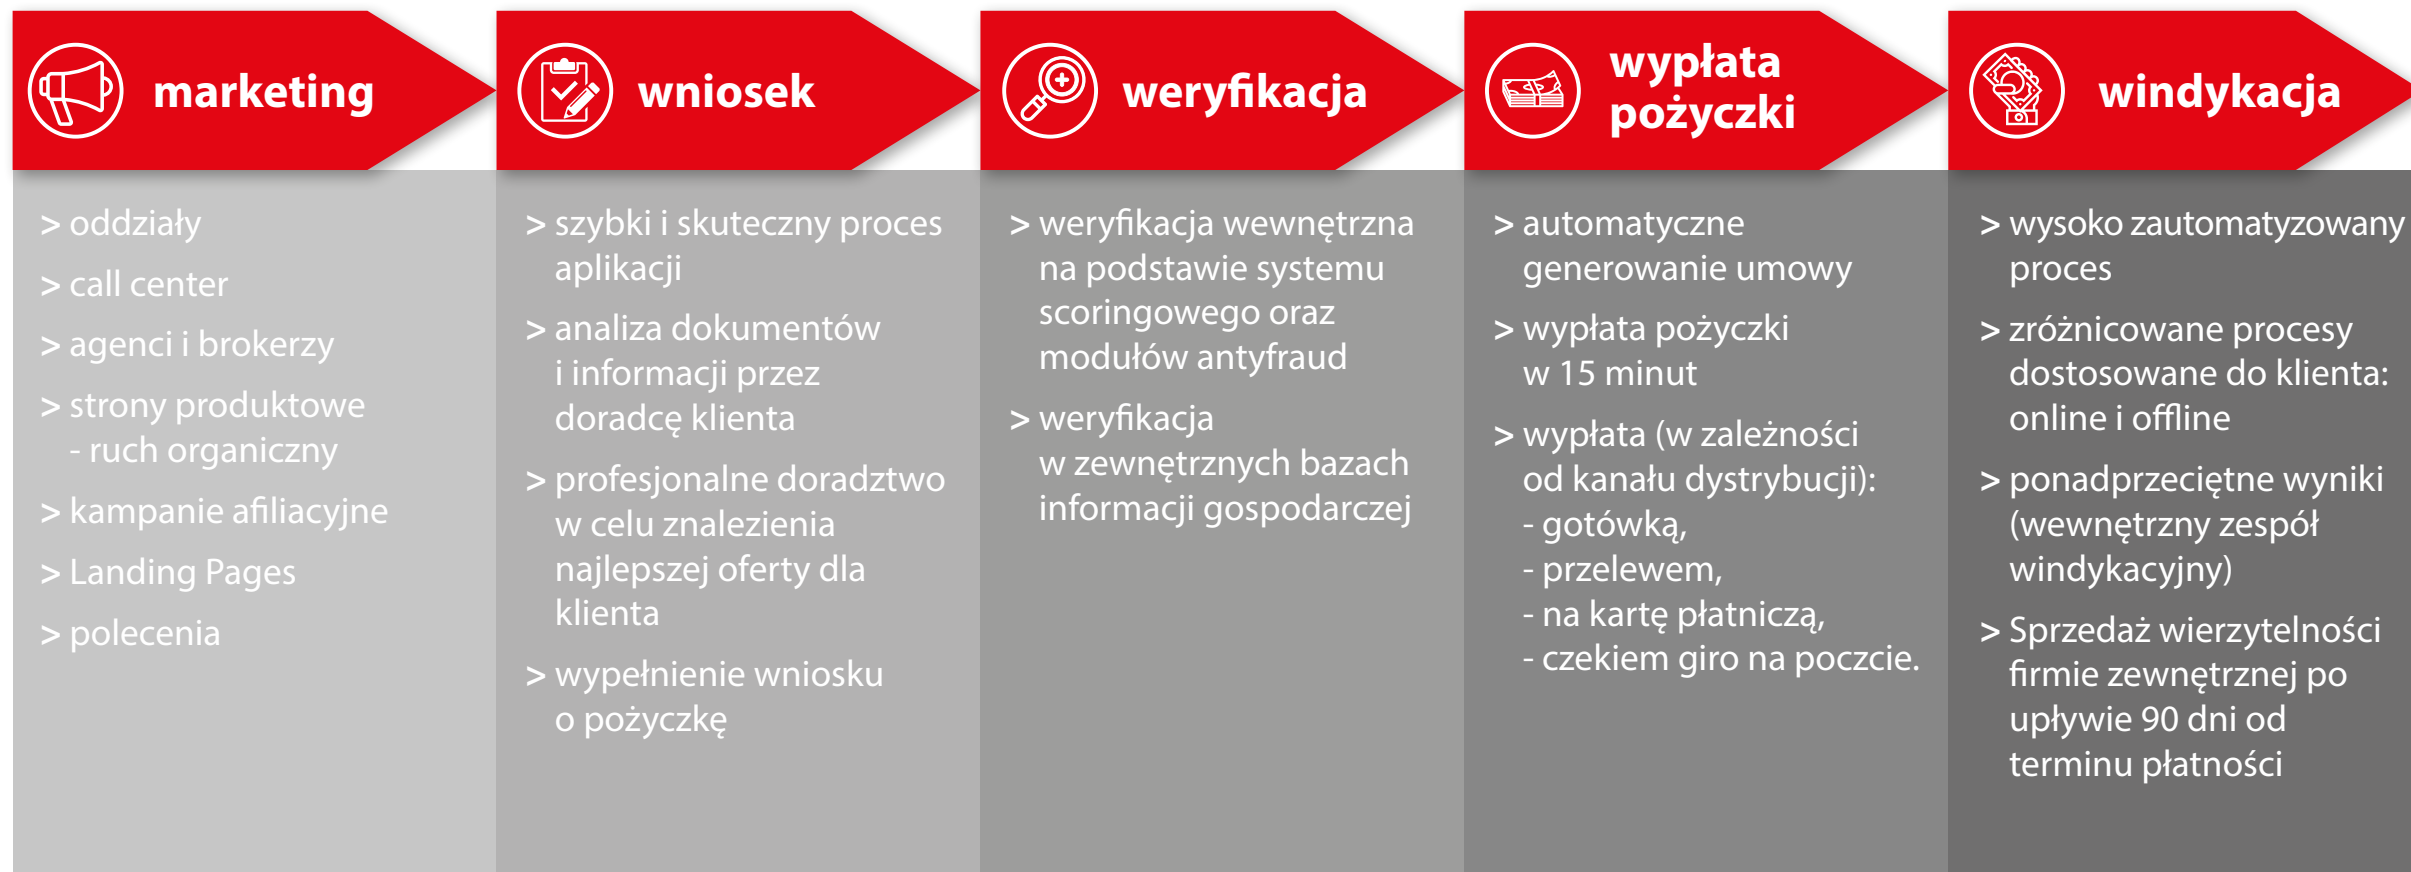 marketing
> oddziały
> call center
> agenci i brokerzy
> strony produktowe
- ruch organiczny
> kampanie afiliacyjne
> Landing Pages
> polecenia
wniosek
> szybki i skuteczny proces
aplikacji
> analiza dokumentów
i informacji przez
doradcę klienta
> profesjonalne doradztwo
w celu znalezienia
najlepszej oferty dla
klienta
> wypełnienie wniosku
o pożyczkę
weryfikacja
> weryfikacja wewnętrzna
na podstawie systemu
scoringowego oraz
modułów antyfraud
> weryfikacja
w zewnętrznych bazach
informacji gospodarczej
wypłata
pożyczki
> automatyczne
generowanie umowy
> wypłata pożyczki
w 15 minut
> wypłata (w zależności
od kanału dystrybucji):
- gotówką,
- przelewem,
- na kartę płatniczą,
- czekiem giro na poczcie.
windykacja
> wysoko zautomatyzowany
proces
> zróżnicowane procesy
dostosowane do klienta:
online i offline
> ponadprzeciętne wyniki
(wewnętrzny zespół
windykacyjny)
> Sprzedaż wierzytelności
firmie zewnętrznej po
upływie 90 dni od
terminu płatności